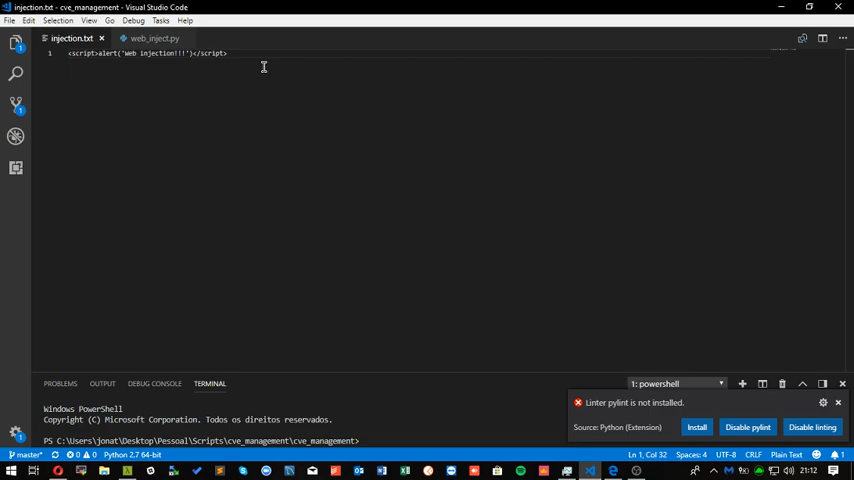 injection.txt - cve_management - Visual Studio Code
File Edit Selection View Go Debug Tasks Help
injection.txt web_inject.py
1 <script>alert('Web injection!!!')</script>
PROBLEMS OUTPUT DEBUG CONSOLE TERMINAL
1: powershell
Windows PowerShell
Copyright (C) Microsoft Corporation. Todos os direitos reservados.
PS C:\Users\jonat\Desktop\Pessoal\Scripts\cve_management\cve_management>
Linter pylint is not installed.
Source: Python (Extension) Install Disable pylint Disable linting
1
1
1
master* 0 0 Python 2.7 64-bit Ln 1, Col 32 Spaces: 4 UTF-8 CRLF Plain Text 1
21:12